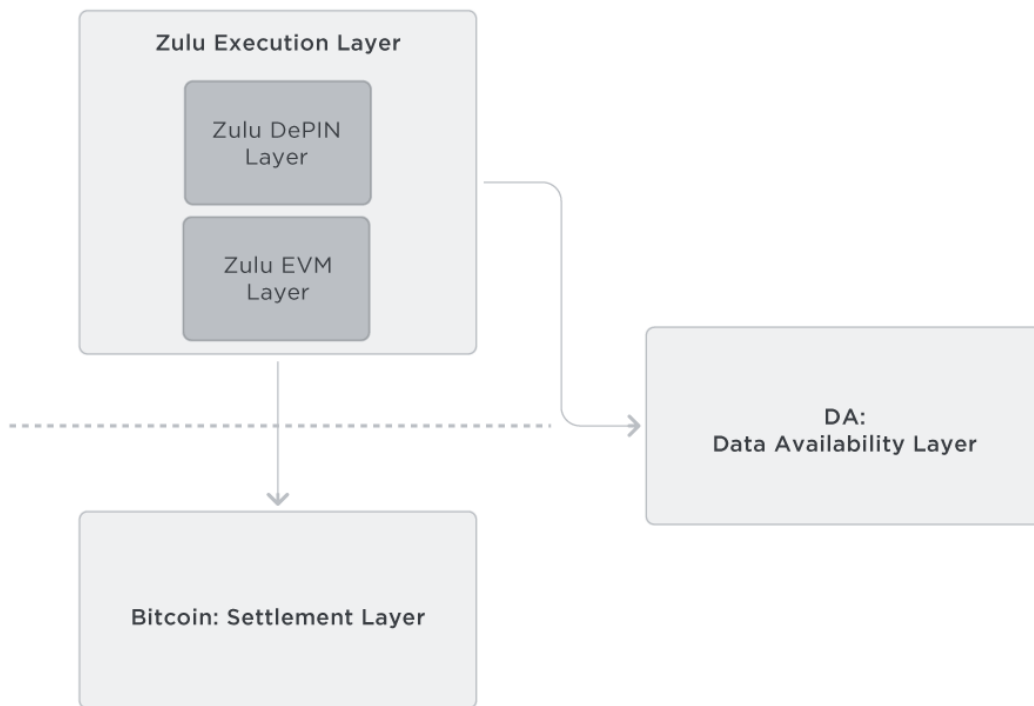 Zulu Execution Layer
Zulu DePIN
Layer
Zulu EVM
Layer
DA:
Data Availability Layer
Bitcoin: Settlement Layer